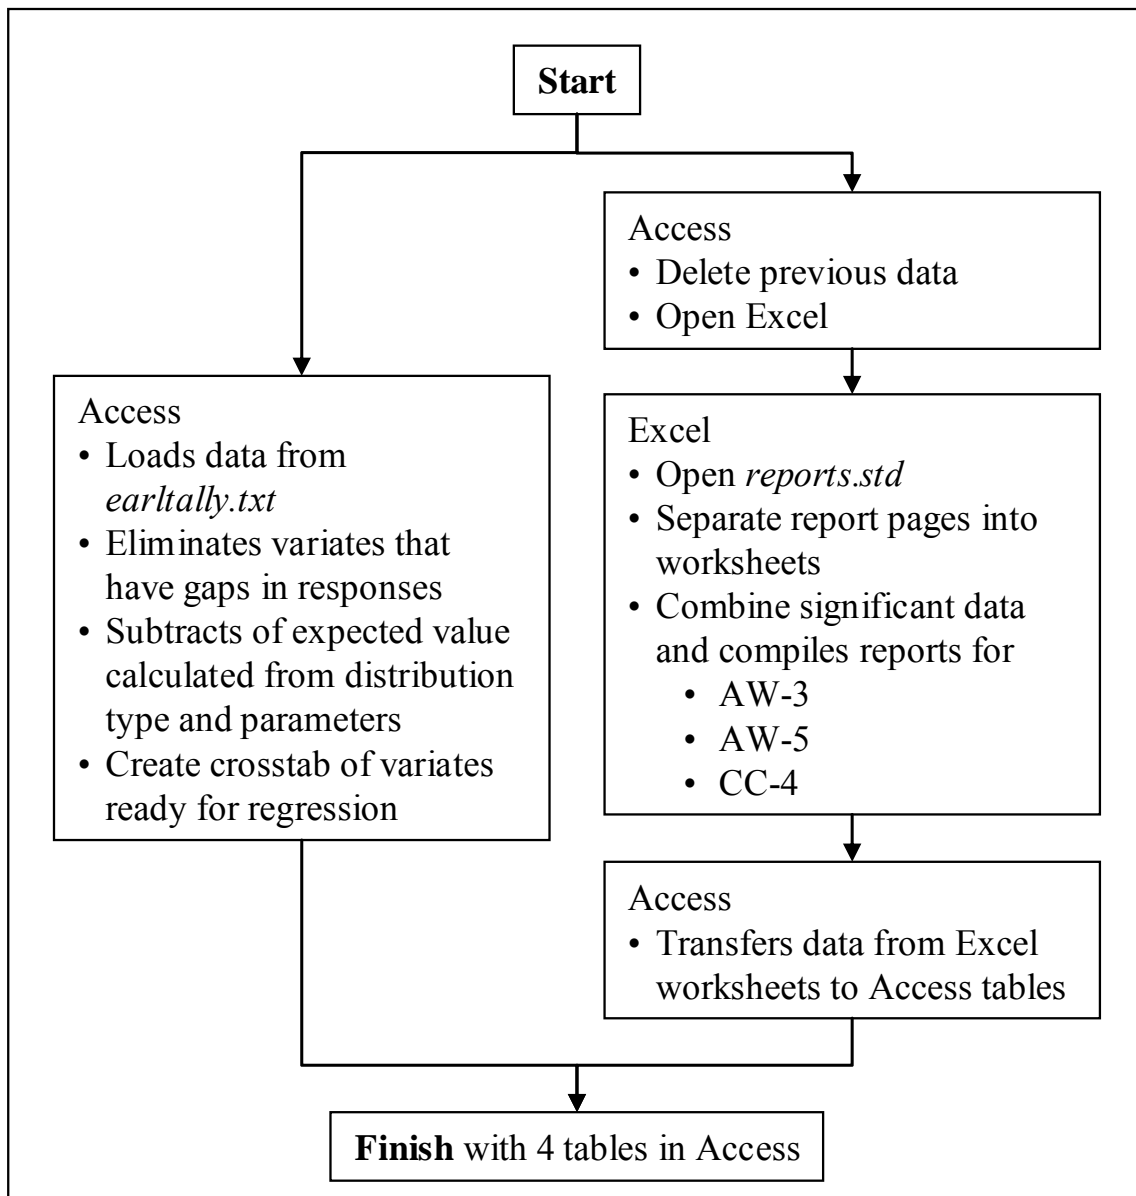 Start
Access
• Delete previous data
• Open Excel
Access
• Loads data from
earltally.txt
• Eliminates variates that
have gaps in responses
• Subtracts of expected value
calculated from distribution
type and parameters
• Create crosstab of variates
ready for regression
Excel
• Open reports.std
• Separate report pages into
worksheets
• Combine significant data
and compiles reports for
• AW-3
• AW-5
• CC-4
Access
• Transfers data from Excel
worksheets to Access tables
Finish with 4 tables in Access